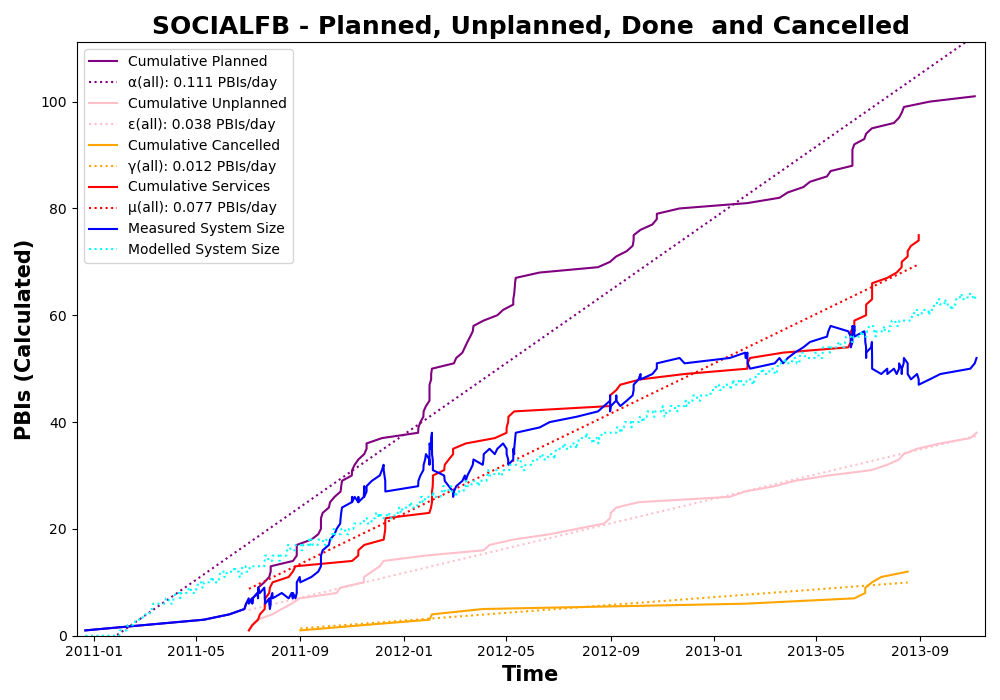 SOCIALFB - Planned, Unplanned, Done  and Cancelled
Cumulative Planned
α(all): 0.111 PBIs/day
Cumulative Unplanned
ε(all): 0.038 PBIs/day
Cumulative Cancelled
γ(all): 0.012 PBIs/day
Cumulative Services
μ(all): 0.077 PBIs/day
Measured System Size
Modelled System Size
PBIs (Calculated)
100
80
60
40
20
0
2011-01 2011-05 2011-09 2012-01 2012-05 2012-09 2013-01 2013-05 2013-09
Time